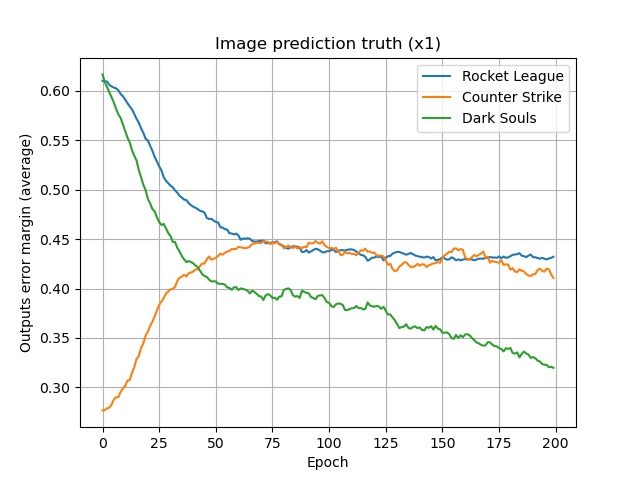 Image prediction truth (x1)
Rocket League
Counter Strike
Dark Souls
Outputs error margin (average)
0.60
0.55
0.50
0.45
0.40
0.35
0.30
0 25 50 75 100 125 150 175 200
Epoch